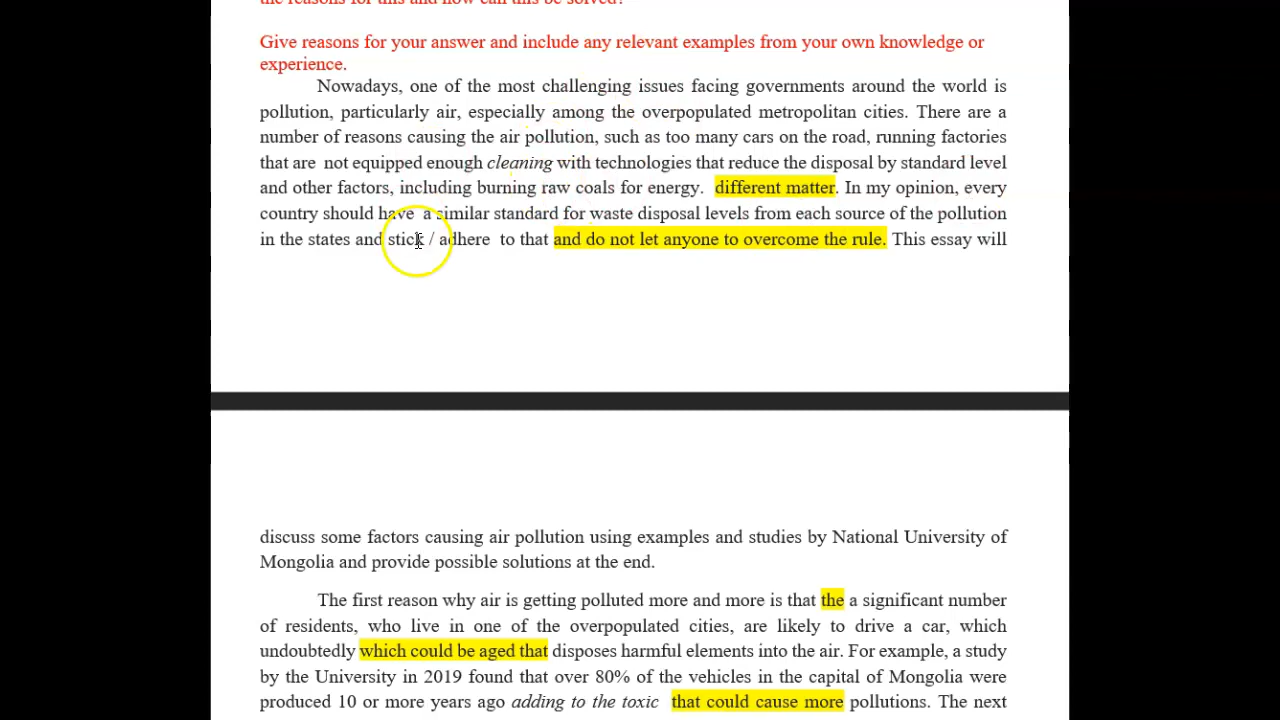 the reasons for this and how can this be solved?
Give reasons for your answer and include any relevant examples from your own knowledge or
experience.
Nowadays, one of the most challenging issues facing governments around the world is
pollution, particularly air, especially among the overpopulated metropolitan cities. There are a
number of reasons causing the air pollution, such as too many cars on the road, running factories
that are not equipped enough cleaning with technologies that reduce the disposal by standard level
and other factors, including burning raw coals for energy. different matter. In my opinion, every
country should have a similar standard for waste disposal levels from each source of the pollution
in the states and stick / adhere to that and do not let anyone to overcome the rule. This essay will
discuss some factors causing air pollution using examples and studies by National University of
Mongolia and provide possible solutions at the end.
The first reason why air is getting polluted more and more is that the a significant number
of residents, who live in one of the overpopulated cities, are likely to drive a car, which
undoubtedly which could be aged that disposes harmful elements into the air. For example, a study
by the University in 2019 found that over 80% of the vehicles in the capital of Mongolia were
produced 10 or more years ago adding to the toxic that could cause more pollutions. The next